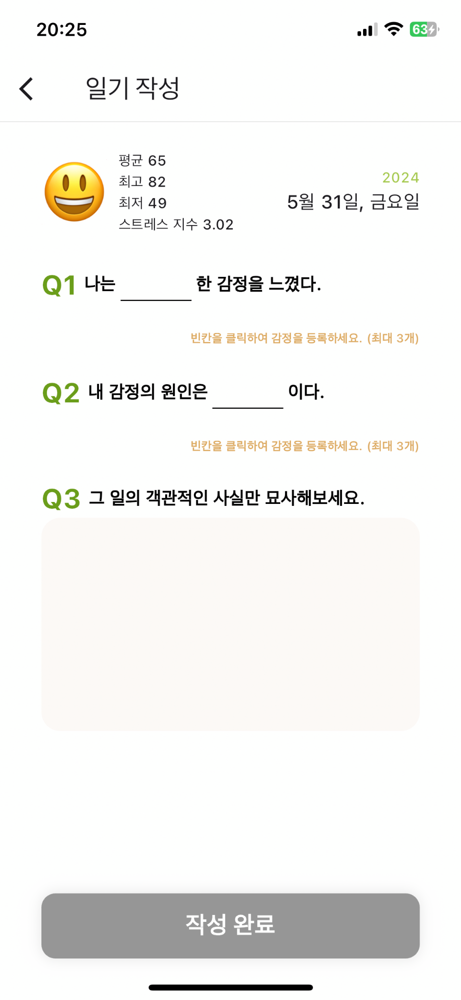 20:25
63
일기 작성
평균 65
최고 82
최저 49
스트레스 지수 3.02
2024
5월 31일, 금요일
Q1 나는 한 감정을 느꼈다.
빈칸을 클릭하여 감정을 등록하세요. (최대 3개)
Q2 내 감정의 원인은 이다.
빈칸을 클릭하여 감정을 등록하세요. (최대 3개)
Q3 그 일의 객관적인 사실만 묘사해보세요.
작성 완료